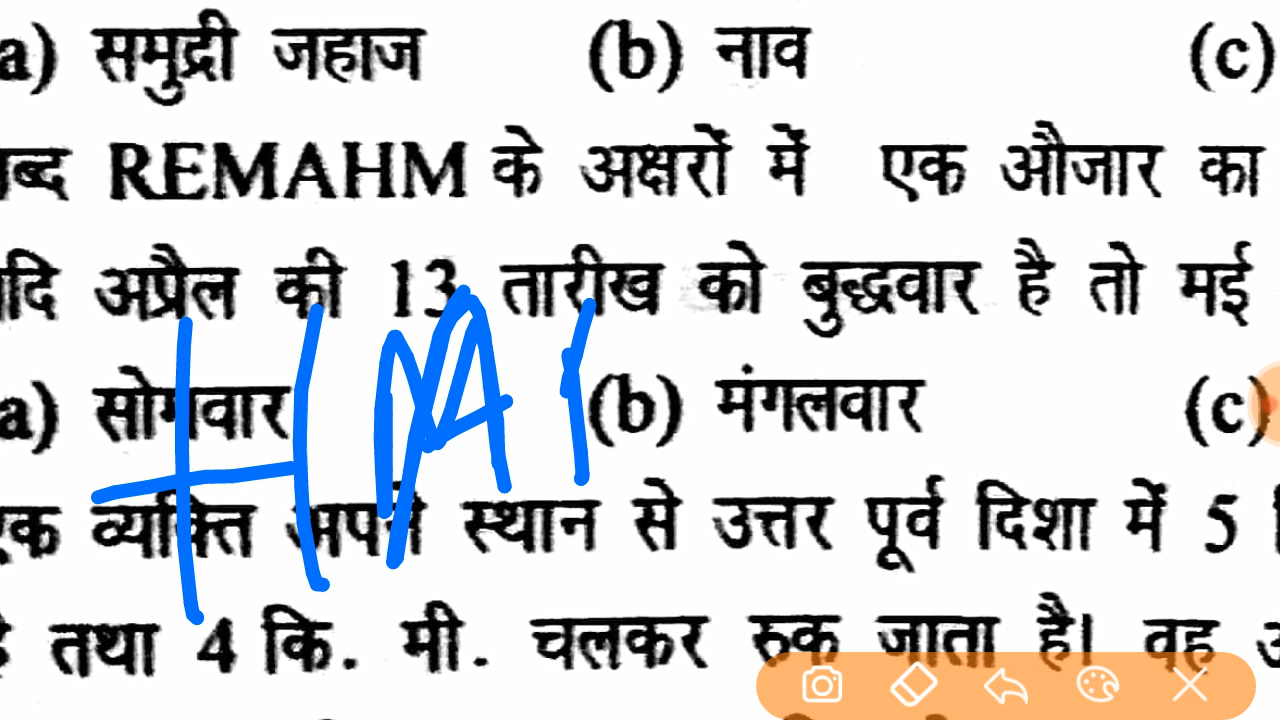 a) समुद्री जहाज (b) नाव (c)
ब्द REMAHM के अक्षरों में एक औजार का
दि अप्रैल की 13 तारीख को बुद्धवार है तो मई
a) सोमवार (b) मंगलवार (c)
एक व्यक्ति अपने स्थान से उत्तर पूर्व दिशा में 5
है तथा 4 कि. मी. चलकर रुक जाता है। वह